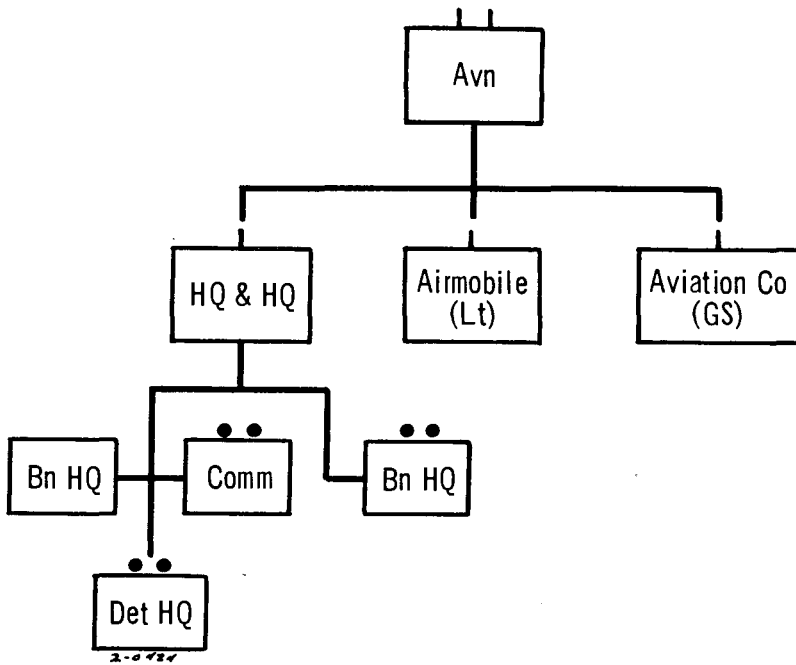 Avn
HQ & HQ
Airmobile
(Lt)
Aviation Co
(GS)
Bn HQ
Comm
Bn HQ
Det HQ